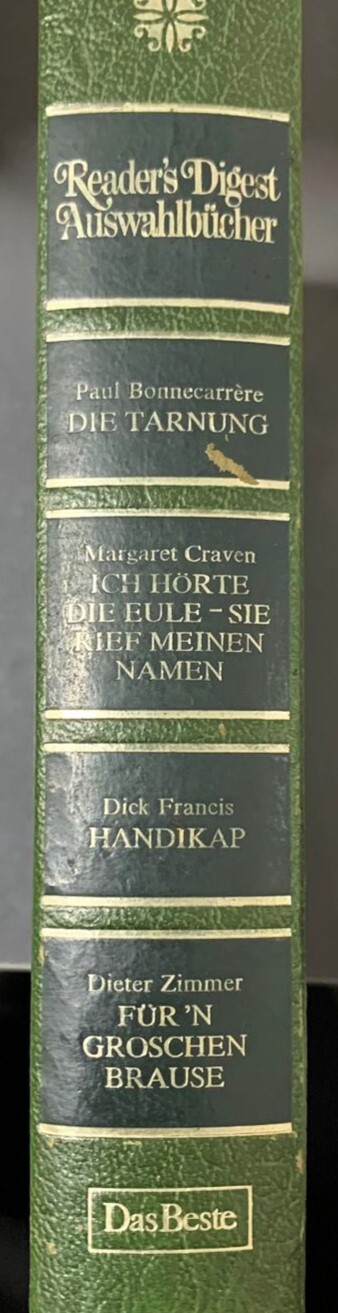 Reader's Digest
Auswahlbücher
Paul Bonnecarrère
DIE TARNUNG
Margaret Craven
ICH HÖRTE
DIE EULE – SIE
RIEF MEINEN
NAMEN
Dick Francis
HANDIKAP
Dieter Zimmer
FÜR 'N
GROSCHEN
BRAUSE
Das Beste